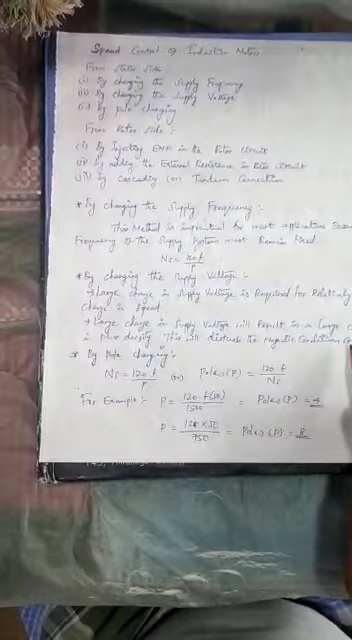 Speed Control of Induction Motors
From Stator Side :-
(i) By changing the Supply Frequency
(ii) By changing the Supply Voltage
By Pole changing
From Rotor Side :-
(i) By Injecting EMF in the Rotor Circuit
(ii) By adding the External Resistance in Rotor Circuit
(iii) By Cascading (or) Tandem Connection
* By changing the Supply Frequency :-
This Method is impractical for most applications
Frequency of the Supply System must Remain Fixed.
Ns = 120f/P
* By changing the Supply Voltage :-
→ Large change in Supply Voltage is Required for Relatively
Change in Speed
→ Large change in Supply Voltage will Result in a Large
in flux density. This will disturb the Magnetic Conditions
* By Pole Changing :-
Ns = 120 f/P (or) Poles (P) = 120 f/Ns
For Example :- P = 120 f(50)/1500 = Poles (P) = 4
P = 120 × 50/750 = Poles (P) = 8